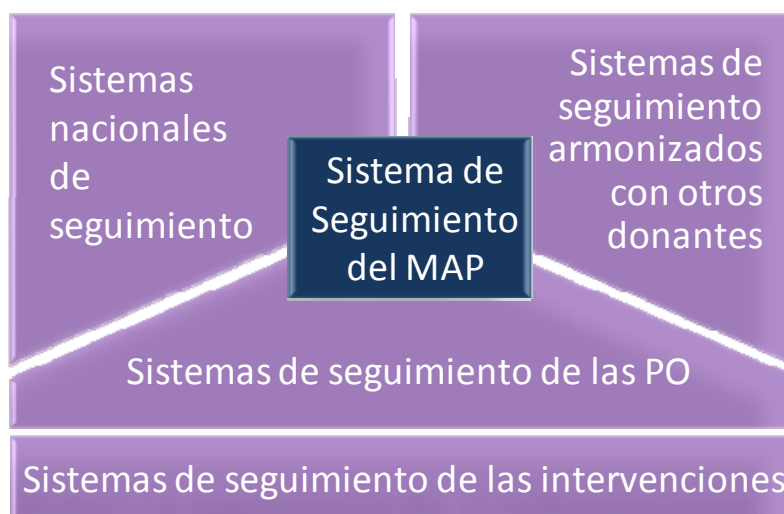 Sistemas
nacionales
de
seguimiento
Sistemas de
seguimiento
armonizados
con otros
donantes
Sistema de
Seguimiento
del MAP
Sistemas de seguimiento de las PO
Sistemas de seguimiento de las intervenciones